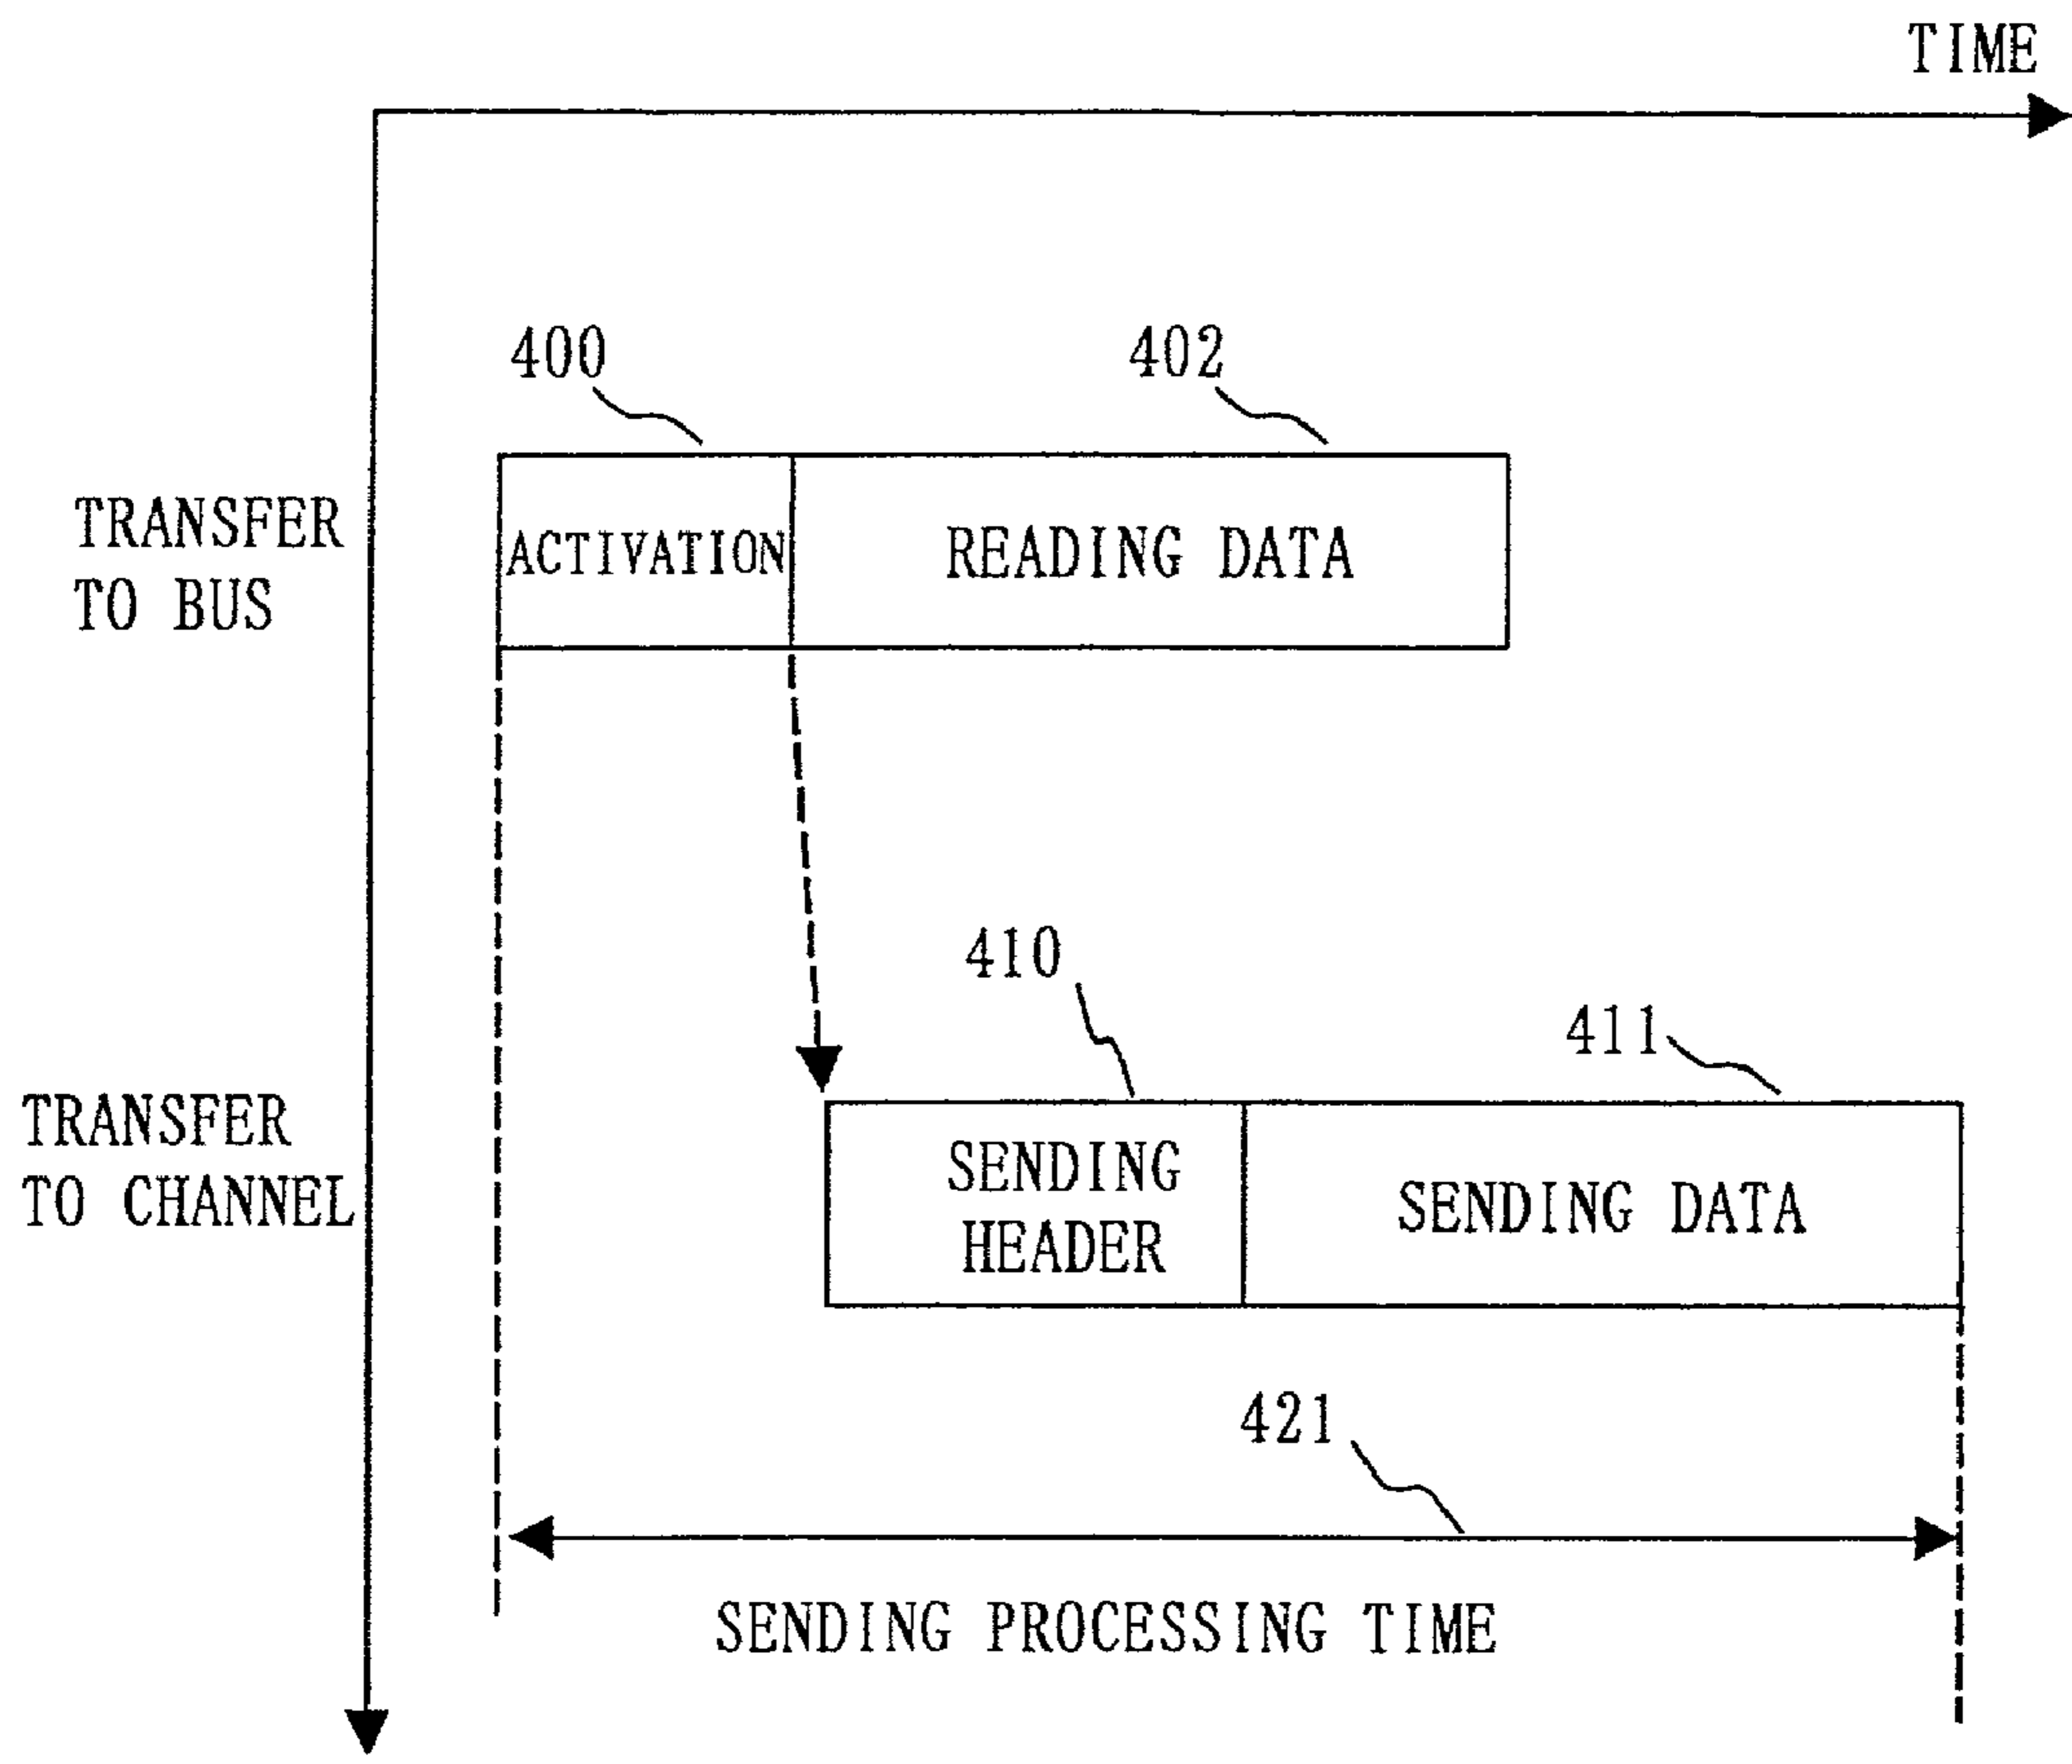 TIME
400
402
TRANSFER
TO BUS
ACTIVATION
READING DATA
410
411
TRANSFER
TO CHANNEL
SENDING
HEADER
SENDING DATA
421
SENDING PROCESSING TIME